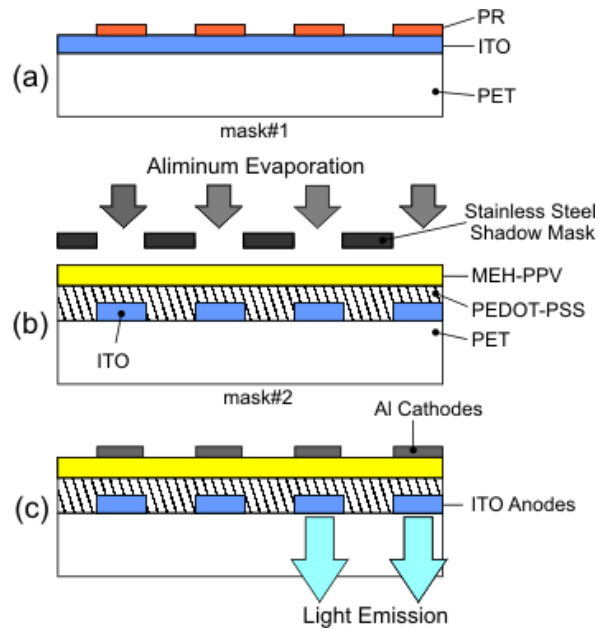 PR
ITO
(a)
PET
mask#1
Aliminum Evaporation
Stainless Steel
Shadow Mask
MEH-PPV
PEDOT-PSS
(b)
ITO
PET
mask#2
Al Cathodes
(c)
ITO Anodes
Light Emission